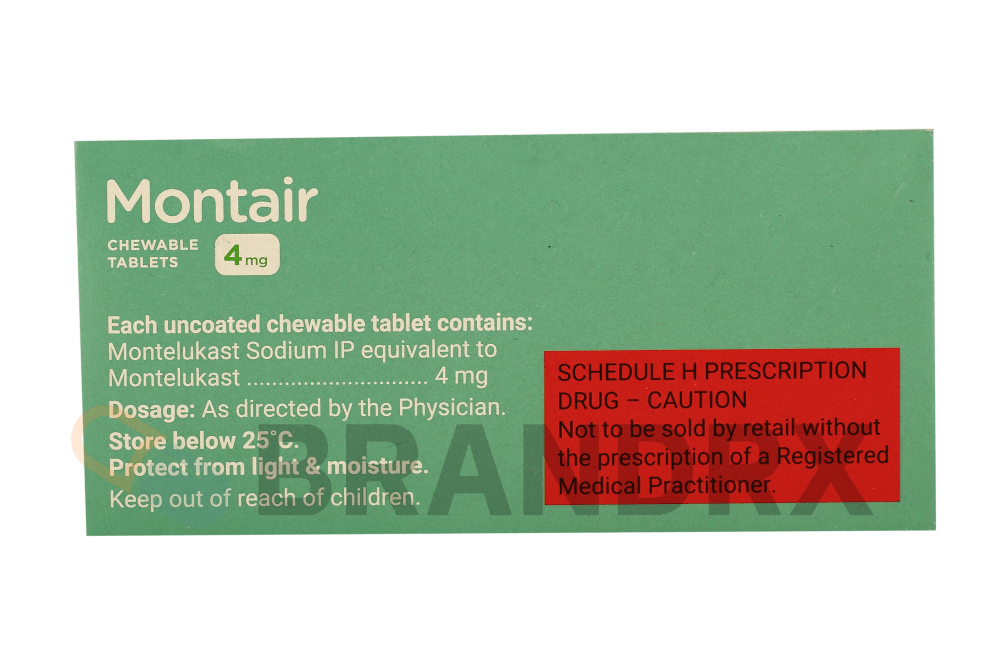 Montair
CHEWABLE
TABLETS
4 mg
Each uncoated chewable tablet contains:
Montelukast Sodium IP equivalent to
Montelukast ............................ 4 mg
Dosage: As directed by the Physician.
Store below 25°C.
Protect from light & moisture.
Keep out of reach of children.
SCHEDULE H PRESCRIPTION
DRUG – CAUTION
Not to be sold by retail without
the prescription of a Registered
Medical Practitioner.
BRANDRX